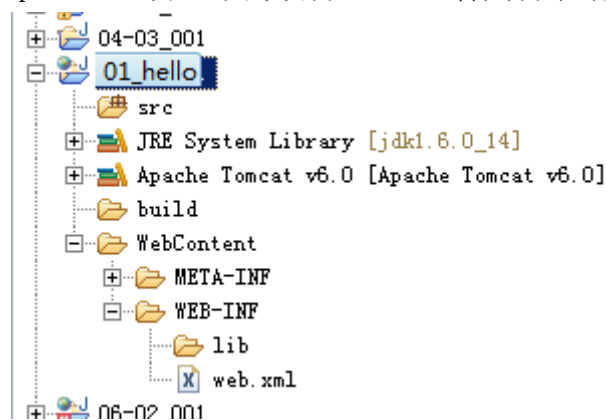 04-03_001
01_hello
src
JRE System Library [jdk1.6.0_14]
Apache Tomcat v6.0 [Apache Tomcat v6.0]
build
WebContent
META-INF
WEB-INF
lib
web.xml
06-02_001